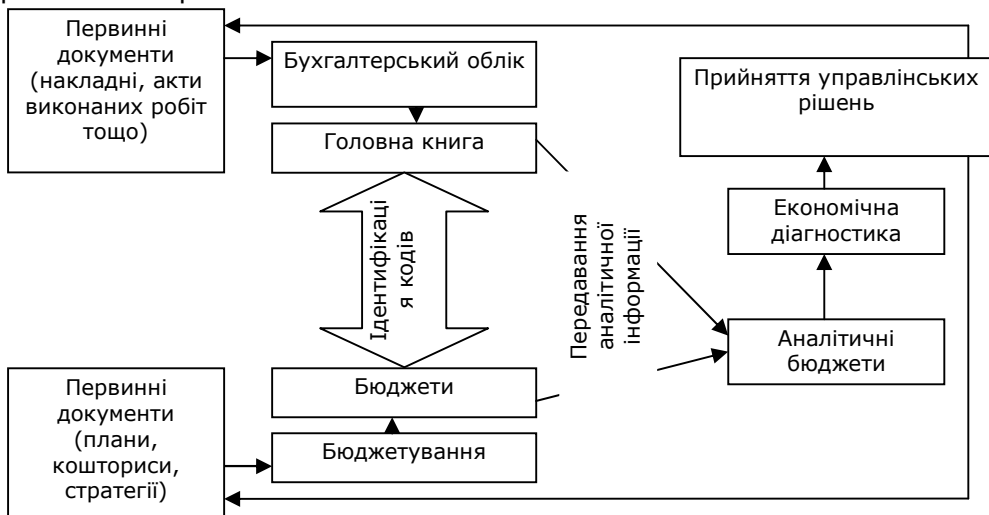 Первинні
документи
(накладні, акти
виконаних робіт
тощо)
Бухгалтерський облік
Головна книга
Прийняття управлінських
рішень
Ідентифікаці
я кодів
Передавання
аналітичної
інформації
Економічна
діагностика
Аналітичні
бюджети
Первинні
документи
(плани,
кошториси,
стратегії)
Бюджети
Бюджетування